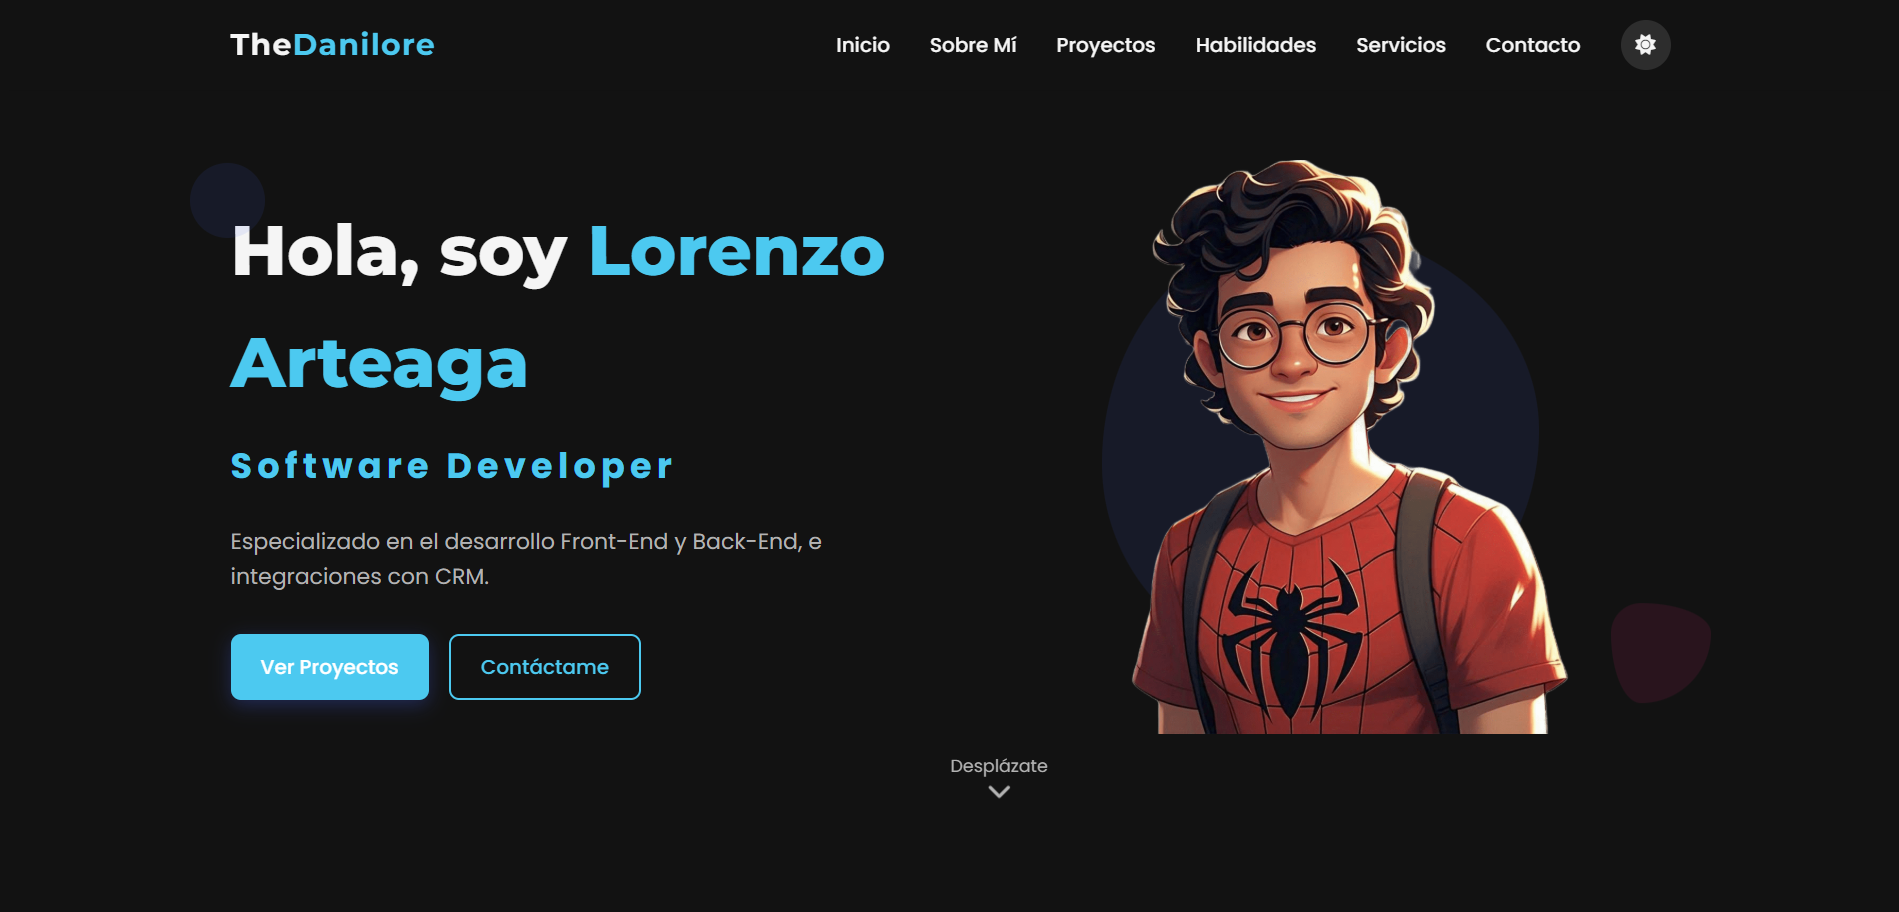 TheDanilore
Inicio Sobre Mí Proyectos Habilidades Servicios Contacto
Hola, soy Lorenzo
Arteaga
Software Developer
Especializado en el desarrollo Front-End y Back-End, e
integraciones con CRM.
Ver Proyectos Contáctame
Desplázate